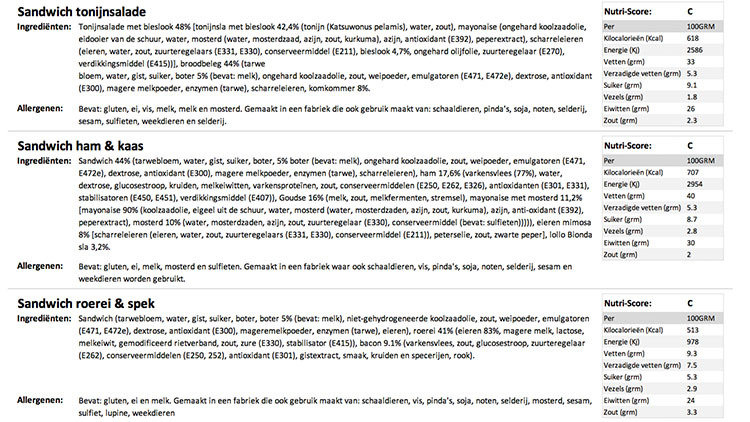 Sandwich tonijnsalade
Ingrediënten: Tonijnsalade met bieslook 48% [tonijnsla met bieslook 42,4% (tonijn (Katsuwonus pelamis), water, zout), mayonaise (ongehard koolzaadolie,
eidooier van de schuur, water, mosterd (water, mosterdzaad, azijn, zout, kurkuma), azijn, antioxidant (E392), peperextract), scharreleieren
(eieren, water, zout, zuurteregelaars (E331, E330), conserveermiddel (E211), bieslook 4,7%, ongehard olijfolie, zuurteregelaar (E270),
verdikkingsmiddel (E415))], broodbeleg 44% (tarwe
bloem, water, gist, suiker, boter 5% (bevat: melk), ongehard koolzaadolie, zout, weipoeder, emulgatoren (E471, E472e), dextrose, antioxidant
(E300), magere melkpoeder, enzymen (tarwe), scharreleieren, komkommer 8%.
Allergenen: Bevat: gluten, ei, vis, melk, melk en mosterd. Gemaakt in een fabriek die ook gebruik maakt van: schaaldieren, pinda's, soja, noten, selderij,
sesam, sulfieten, weekdieren en selderij.
Nutri-Score: C
Per 100GRM
Kilocalorieën (Kcal) 618
Energie (Kj) 2586
Vetten (grm) 33
Verzadigde vetten (grm) 5.3
Suiker (grm) 9.1
Vezels (grm) 1.8
Eiwitten (grm) 26
Zout (grm) 2.3
Sandwich ham & kaas
Ingrediënten: Sandwich 44% (tarwebloem, water, gist, suiker, boter, 5% boter (bevat: melk), ongehard koolzaadolie, zout, weipoeder, emulgatoren (E471,
E472e), dextrose, antioxidant (E300), magere melkpoeder, enzymen (tarwe), scharreleieren), ham 17,6% (varkensvlees (77%), water,
dextrose, glucosestroop, kruiden, melkeiwitten, varkensproteïnen, zout, conserveermiddelen (E250, E262, E326), antioxidanten (E301, E331),
stabilisatoren (E450, E451), verdikkingsmiddel (E407)), Goudse 16% (melk, zout, melkfermenten, stremsel), mayonaise met mosterd 11,2%
[mayonaise 90% (koolzaadolie, eigeel uit de schuur, water, mosterd (water, mosterdzaden, azijn, zout, kurkuma), azijn, anti-oxidant (E392),
peperextract), mosterd 10% (water, mosterdzaden, azijn, zout, zuurteregelaar (E330), conserveermiddel (bevat: sulfieten))))), eieren mimosa
8% [scharreleieren (eieren, water, zout, zuurteregelaars (E331, E330), conserveermiddel (E211)), peterselie, zout, zwarte peper], lollo Bionda
sla 3,2%.
Allergenen: Bevat: gluten, ei, melk, mosterd en sulfieten. Gemaakt in een fabriek waar ook schaaldieren, vis, pinda's, soja, noten, selderij, sesam en
weekdieren worden gebruikt.
Nutri-Score: C
Per 100GRM
Kilocalorieën (Kcal) 707
Energie (Kj) 2954
Vetten (grm) 40
Verzadigde vetten (grm) 5.3
Suiker (grm) 8.7
Vezels (grm) 2.8
Eiwitten (grm) 30
Zout (grm) 2
Sandwich roerei & spek
Ingrediënten: Sandwich (tarwebloem, water, gist, suiker, boter, boter 5% (bevat: melk), niet-gehydrogeneerde koolzaadolie, zout, weipoeder, emulgatoren
(E471, E472e), dextrose, antioxidant (E300), mageremelkpoeder, enzymen (tarwe), eieren), roerei 41% (eieren 83%, magere melk, lactose,
melkeiwit, gemodificeerd rietverband, zout, zure (E330), stabilisator (E415)), bacon 9.1% (varkensvlees, zout, glucosestroop, zuurteregelaar
(E262), conserveermiddelen (E250, 252), antioxidant (E301), gistextract, smaak, kruiden en specerijen, rook).
Allergenen: Bevat: gluten, ei en melk. Gemaakt in een fabriek die ook gebruik maakt van: schaaldieren, vis, pinda's, soja, noten, selderij, mosterd, sesam,
sulfiet, lupine, weekdieren
Nutri-Score: C
Per 100GRM
Kilocalorieën (Kcal) 513
Energie (Kj) 978
Vetten (grm) 9.3
Verzadigde vetten (grm) 7.5
Suiker (grm) 5.3
Vezels (grm) 2.9
Eiwitten (grm) 24
Zout (grm) 3.3